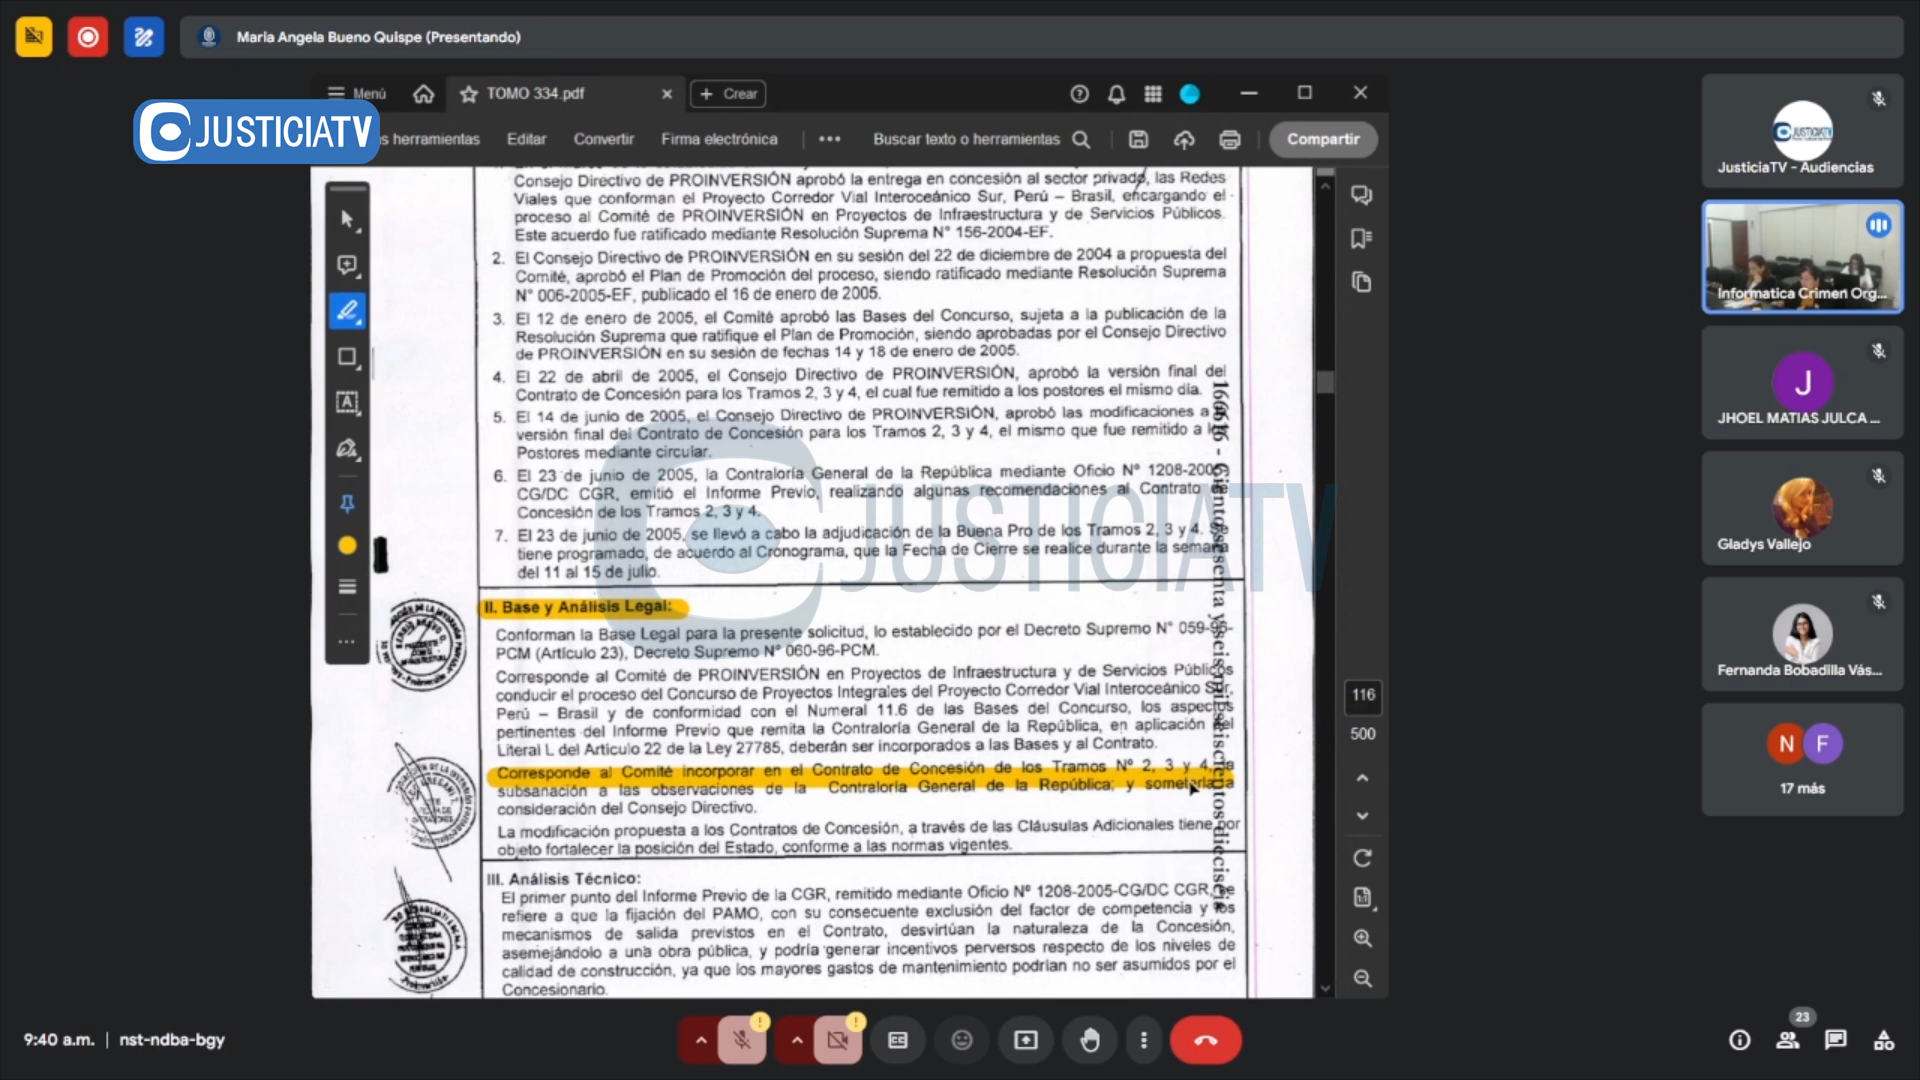 Maria Angela Bueno Quispe (Presentando)
Menú
TOMO 334.pdf
Crear
JUSTICIATV
s herramientas
Editar
Convertir
Firma electrónica
Buscar texto o herramientas
Compartir
Consejo Directivo de PROINVERSIÓN aprobó la entrega en concesión al sector privado, las Redes
Viales que conforman el Proyecto Corredor Vial Interoceánico Sur, Perú – Brasil, encargando el
proceso al Comité de PROINVERSIÓN en Proyectos de Infraestructura y de Servicios Públicos.
Este acuerdo fue ratificado mediante Resolución Suprema N° 156-2004-EF.
2. El Consejo Directivo de PROINVERSIÓN en su sesión del 22 de diciembre de 2004 a propuesta del
Comité, aprobó el Plan de Promoción del proceso, siendo ratificado mediante Resolución Suprema
N° 006-2005-EF, publicado el 16 de enero de 2005.
3. El 12 de enero de 2005, el Comité aprobó las Bases del Concurso, sujeta a la publicación de la
Resolución Suprema que ratifique el Plan de Promoción, siendo aprobadas por el Consejo Directivo
de PROINVERSIÓN en su sesión de fechas 14 y 18 de enero de 2005.
4. El 22 de abril de 2005, el Consejo Directivo de PROINVERSIÓN, aprobó la versión final del
Contrato de Concesión para los Tramos 2, 3 y 4, el cual fue remitido a los postores el mismo día.
5. El 14 de junio de 2005, el Consejo Directivo de PROINVERSIÓN, aprobó las modificaciones a
versión final del Contrato de Concesión para los Tramos 2, 3 y 4, el mismo que fue remitido a
Postores mediante circular.
6. El 23 de junio de 2005, la Contraloría General de la República mediante Oficio Nº 1208-2005
CG/DC CGR, emitió el Informe Previo, realizando algunas recomendaciones al Contrato
Concesión de los Tramos 2, 3 y 4.
7. El 23 de junio de 2005, se llevó a cabo la adjudicación de la Buena Pro de los Tramos 2, 3 y 4. Se
tiene programado, de acuerdo al Cronograma, que la Fecha de Cierre se realice durante la semana
del 11 al 15 de julio.
II. Base y Análisis Legal:
Conforman la Base Legal para la presente solicitud, lo establecido por el Decreto Supremo N° 059-96-
PCM (Artículo 23), Decreto Supremo N° 060-96-PCM.
Corresponde al Comité de PROINVERSIÓN en Proyectos de Infraestructura y de Servicios Públicos
conducir el proceso del Concurso de Proyectos Integrales del Proyecto Corredor Vial Interoceánico Sur,
Perú – Brasil y de conformidad con el Numeral 11.6 de las Bases del Concurso, los aspectos
pertinentes del Informe Previo que remita la Contraloría General de la República, en aplicación del
Literal L del Artículo 22 de la Ley 27785, deberán ser incorporados a las Bases y al Contrato.
Corresponde al Comité incorporar en el Contrato de Concesión de los Tramos Nº 2, 3 y 4, la
subsanación a las observaciones de la Contraloría General de la República; y someterla a
consideración del Consejo Directivo.
La modificación propuesta a los Contratos de Concesión, a través de las Cláusulas Adicionales tiene por
objeto fortalecer la posición del Estado, conforme a las normas vigentes.
III. Análisis Técnico:
El primer punto del Informe Previo de la CGR, remitido mediante Oficio Nº 1208-2005-CG/DC CGR, se
refiere a que la fijación del PAMO, con su consecuente exclusión del factor de competencia y los
mecanismos de salida previstos en el Contrato, desvirtúan la naturaleza de la Concesión,
asemejándolo a una obra pública, y podría generar incentivos perversos respecto de los niveles de
calidad de construcción, ya que los mayores gastos de mantenimiento podrían no ser asumidos por el
Concesionario.
JUSTICIATV
116
500
JUSTICIATV
JusticiaTV - Audiencias
Informatica Crimen Org...
J
JHOEL MATIAS JULCA ...
Gladys Vallejo
Fernanda Bobadilla Vás...
N F
17 más
9:40 a.m. | nst-ndba-bgy
23